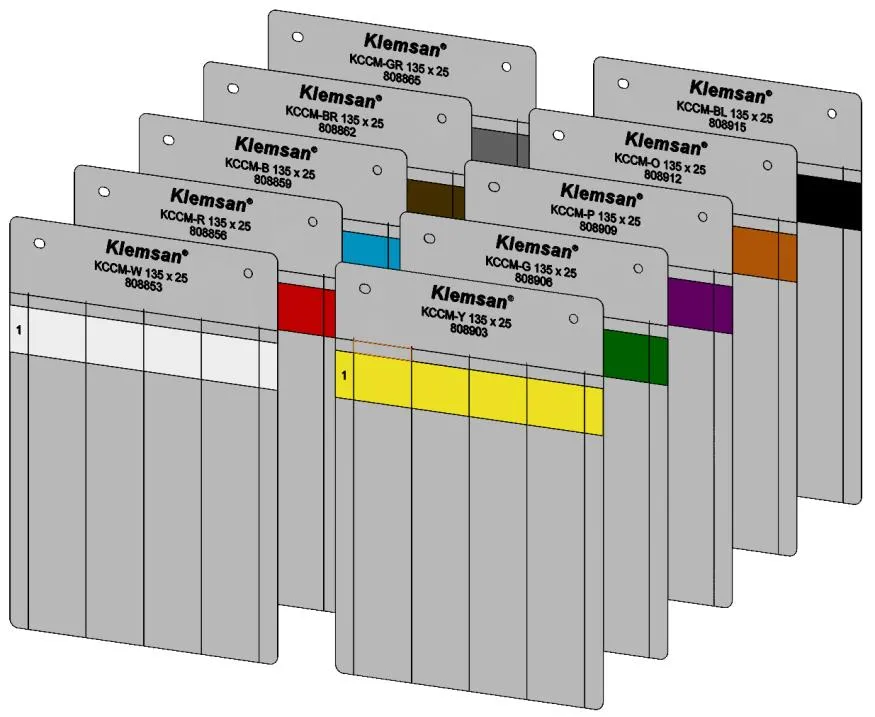 Klemsan®
KCCM-GR 135 x 25
808865
Klemsan®
KCCM-BR 135 x 25
808862
Klemsan®
KCCM-B 135 x 25
808859
Klemsan®
KCCM-R 135 x 25
808856
Klemsan®
KCCM-W 135 x 25
808853
1
Klemsan®
KCCM-BL 135 x 25
808915
Klemsan®
KCCM-O 135 x 25
808912
Klemsan®
KCCM-P 135 x 25
808909
Klemsan®
KCCM-G 135 x 25
808906
Klemsan®
KCCM-Y 135 x 25
808903
1